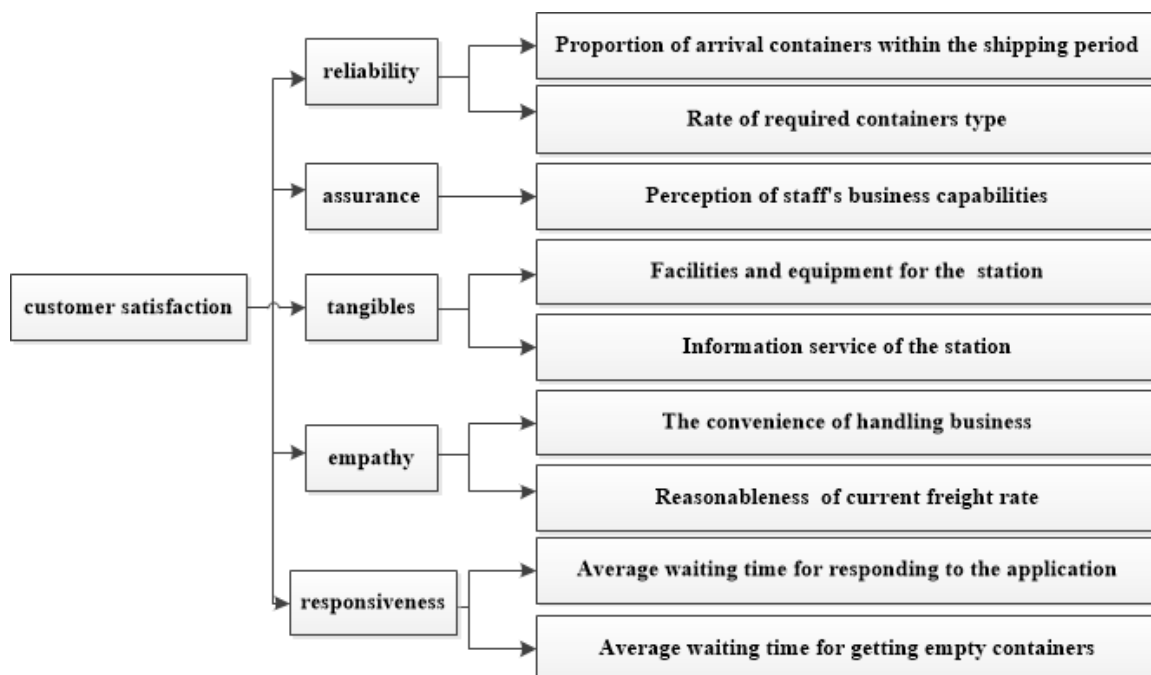 customer satisfaction
reliability
Proportion of arrival containers within the shipping period
Rate of required containers type
assurance
Perception of staff's business capabilities
tangibles
Facilities and equipment for the station
Information service of the station
empathy
The convenience of handling business
Reasonableness of current freight rate
responsiveness
Average waiting time for responding to the application
Average waiting time for getting empty containers